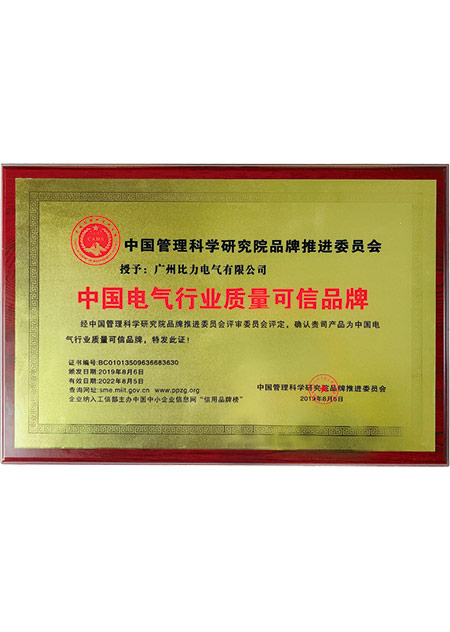 中国管理科学研究院品牌推进委员会
授予：广州比力电气有限公司
中国电气行业质量可信品牌
经中国管理科学研究院品牌推进委员会评审委员会评定，确认贵司产品为中国电
气行业质量可信品牌，特发此证！
证书编号:BC01013509636683630
颁发日期:2019年8月6日
有效日期:2022年8月5日
查询网址:sme.miit.gov.cn www.ppzg.org
企业纳入工信部主办中国中小企业信息网“信用品牌榜”
中国管理科学研究院品牌推进委员会
2019年8月5日